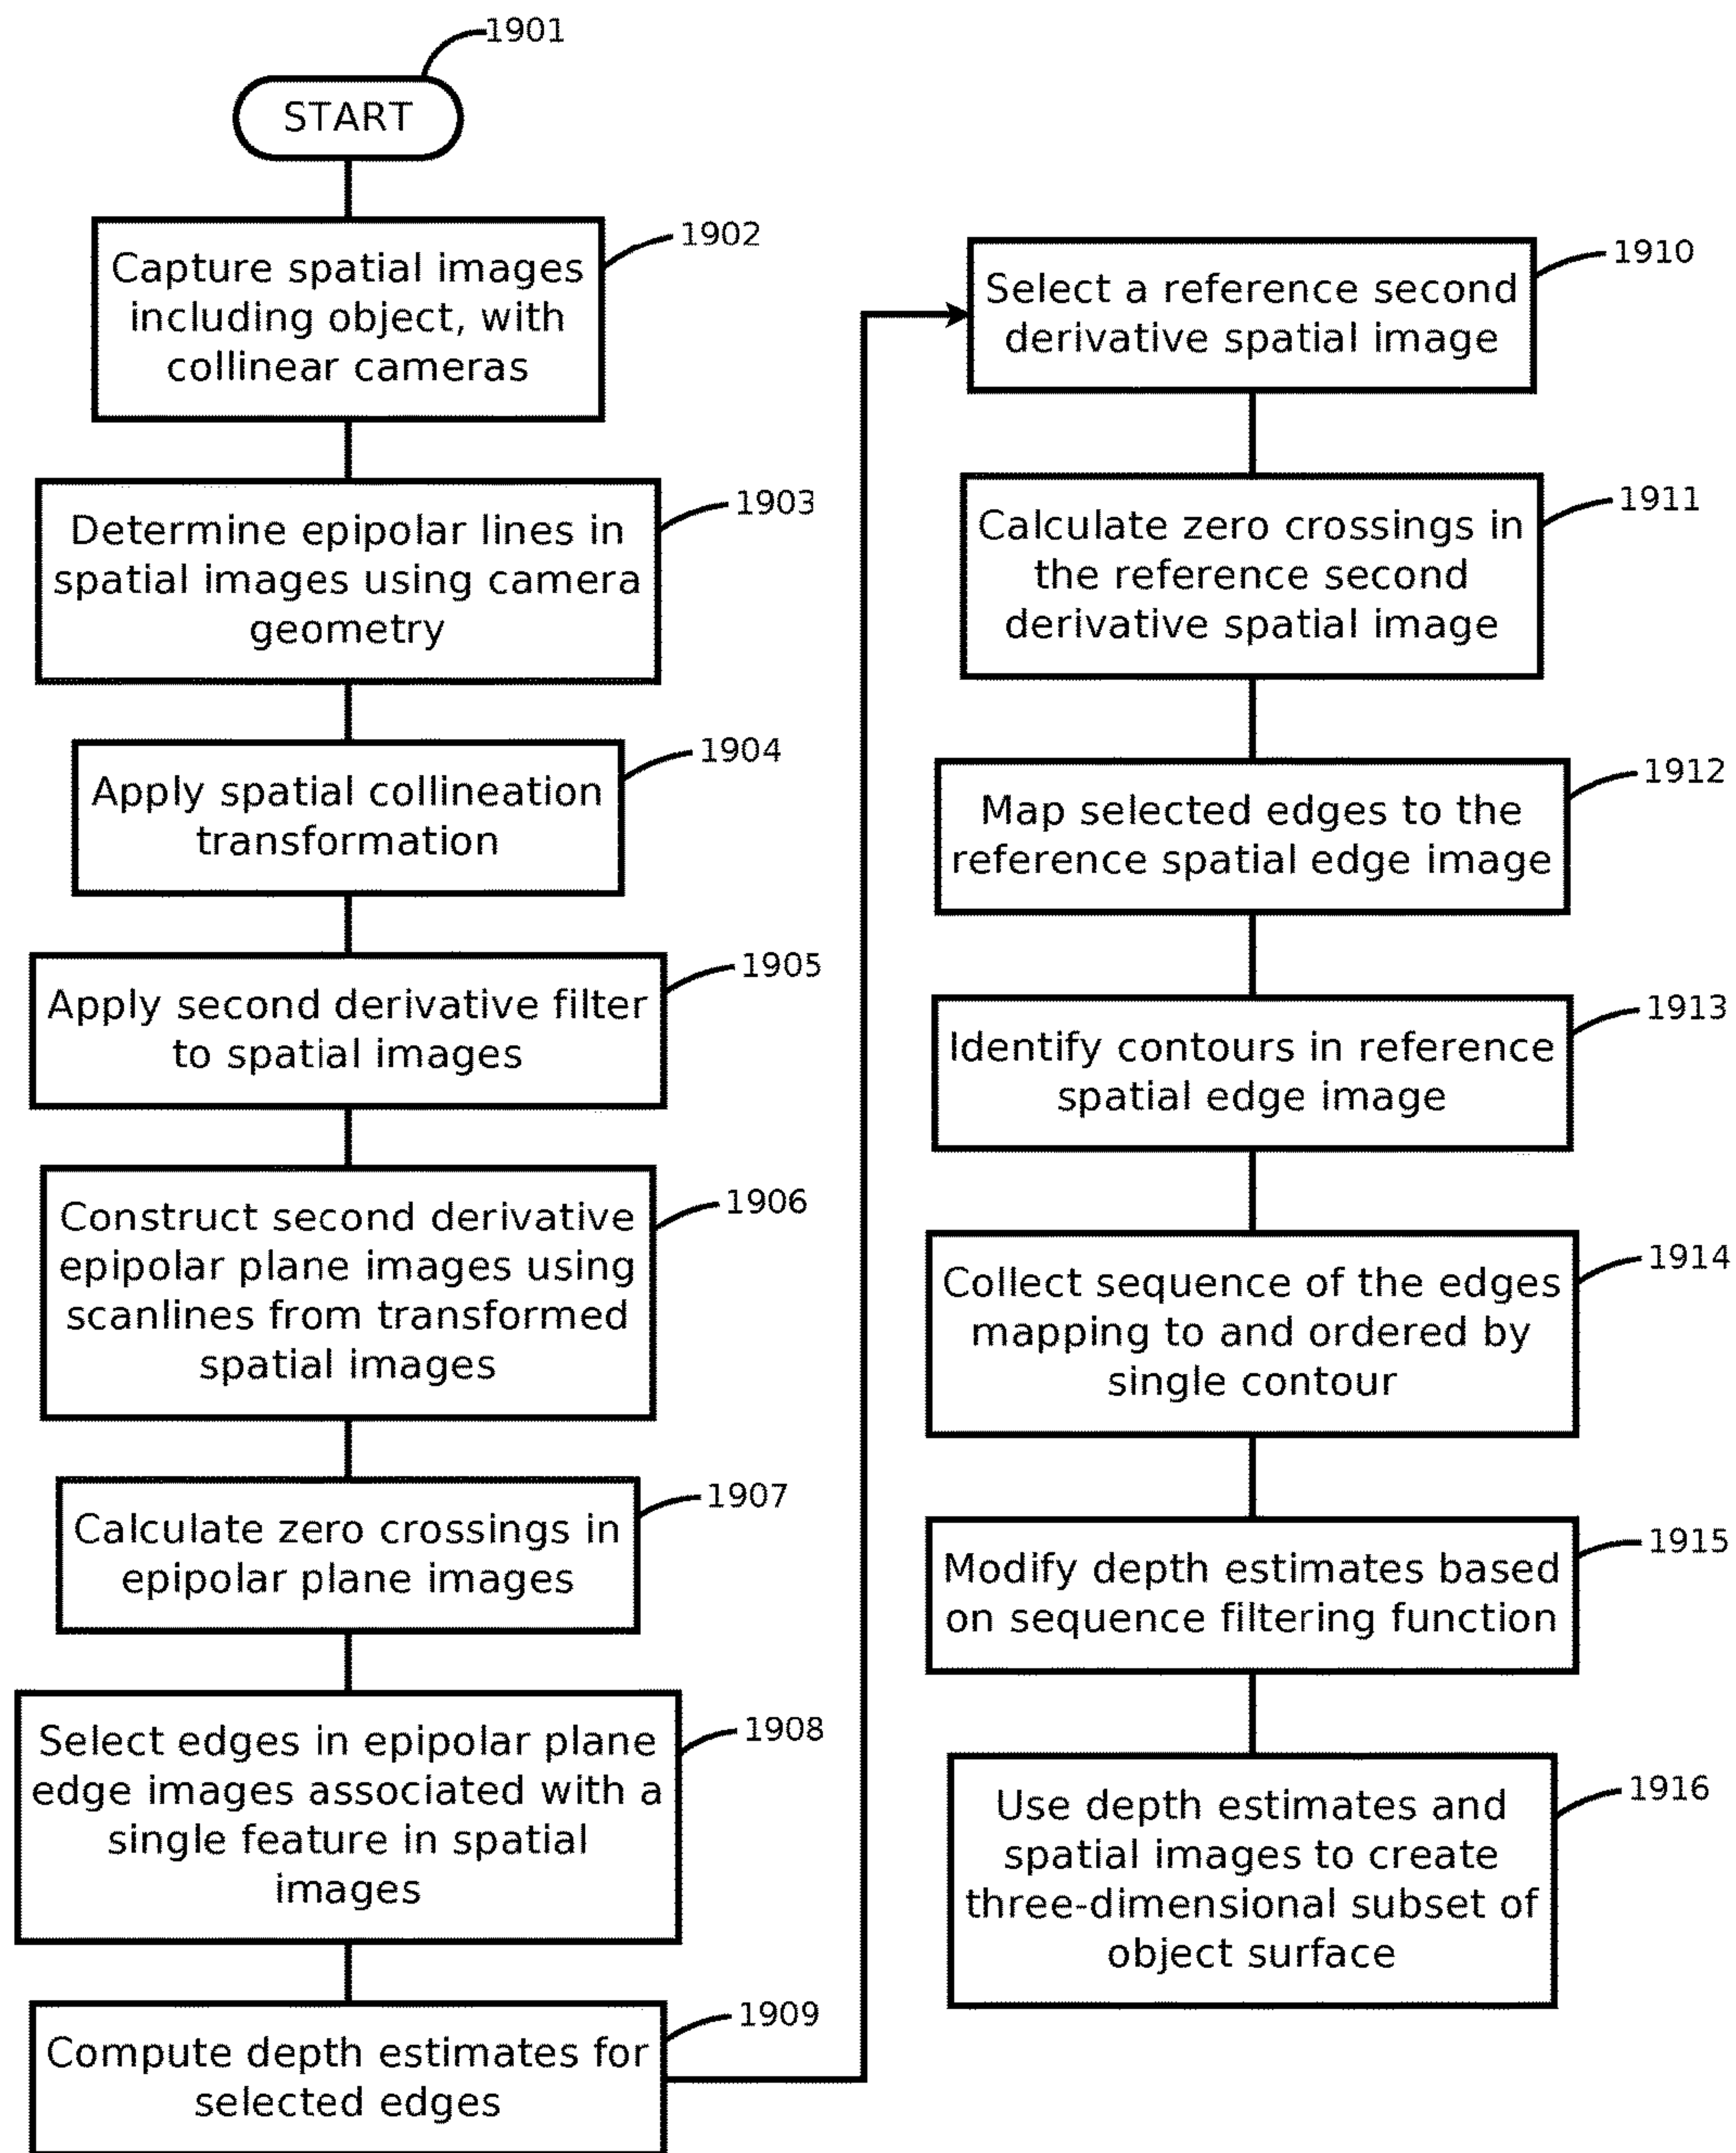 1901
START
1902
Capture spatial images
including object, with
collinear cameras
1903
Determine epipolar lines in
spatial images using camera
geometry
1904
Apply spatial collineation
transformation
1905
Apply second derivative filter
to spatial images
1906
Construct second derivative
epipolar plane images using
scanlines from transformed
spatial images
1907
Calculate zero crossings in
epipolar plane images
1908
Select edges in epipolar plane
edge images associated with a
single feature in spatial
images
1909
Compute depth estimates for
selected edges
1910
Select a reference second
derivative spatial image
1911
Calculate zero crossings in
the reference second
derivative spatial image
1912
Map selected edges to the
reference spatial edge image
1913
Identify contours in reference
spatial edge image
1914
Collect sequence of the edges
mapping to and ordered by
single contour
1915
Modify depth estimates based
on sequence filtering function
1916
Use depth estimates and
spatial images to create
three-dimensional subset of
object surface